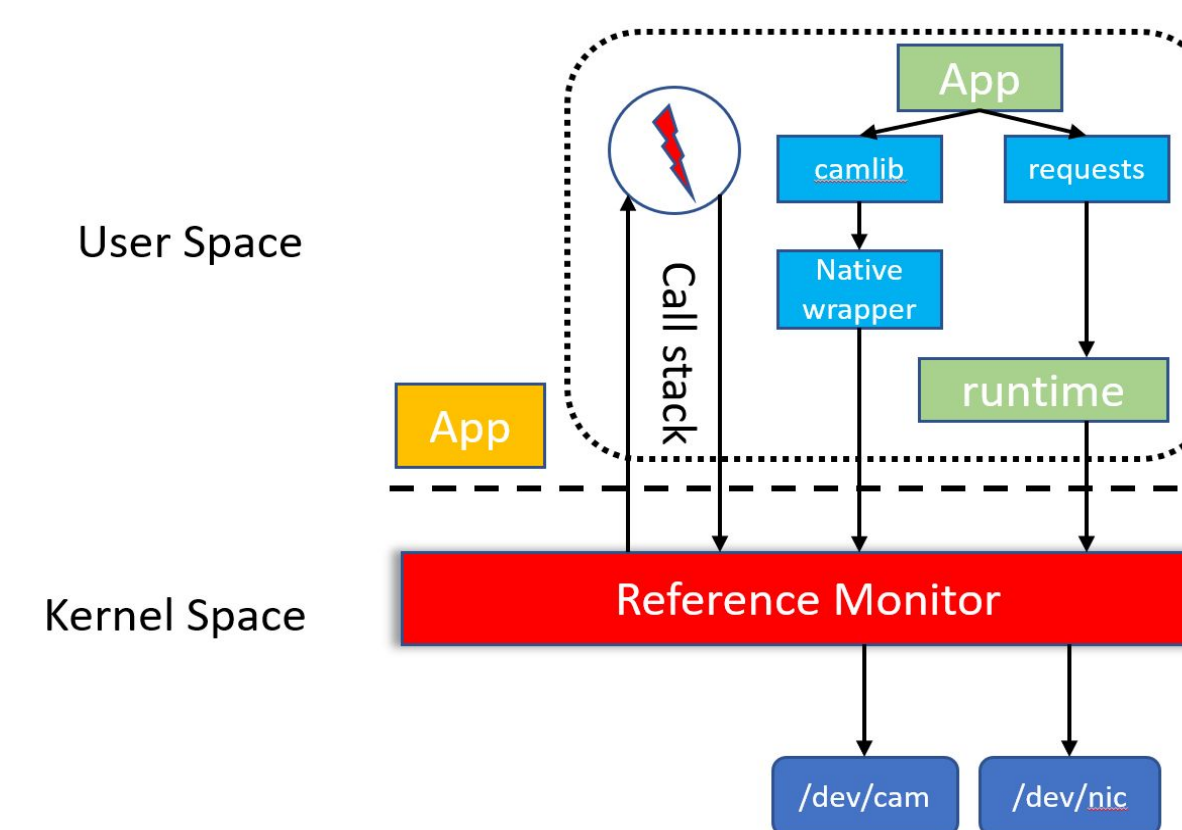 App
camlib
requests
User Space
Native
wrapper
Call stack
runtime
App
Kernel Space
Reference Monitor
/dev/cam
/dev/nic